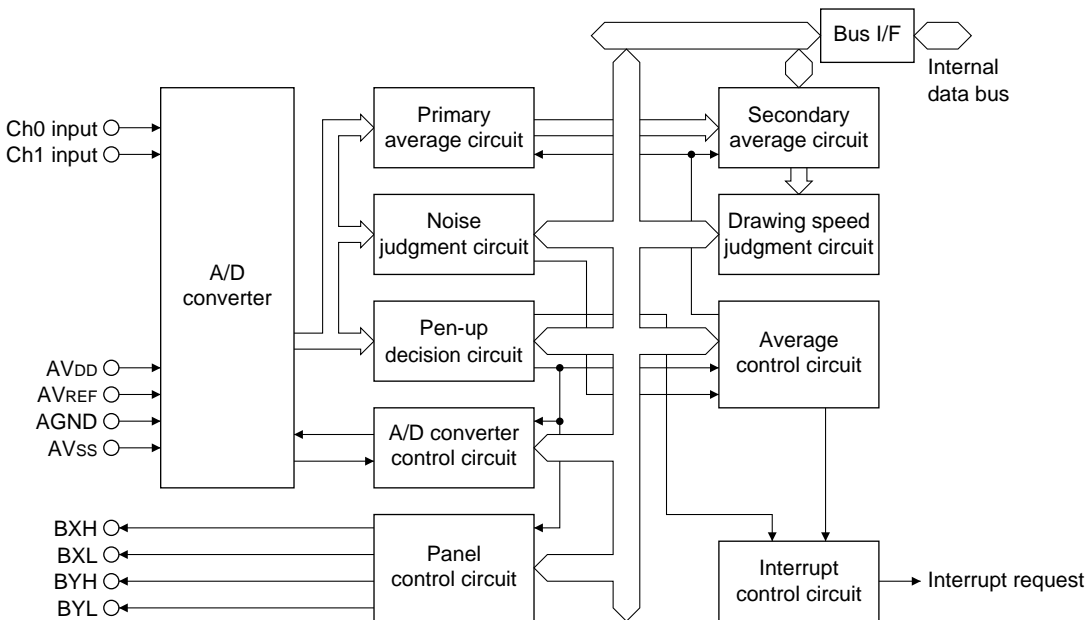 Bus I/F
Internal
data bus
Ch0 input
Ch1 input
Primary
average circuit
Secondary
average circuit
Noise
judgment circuit
Drawing speed
judgment circuit
A/D
converter
Pen-up
decision circuit
Average
control circuit
AVDD
AVREF
AGND
AVSS
A/D converter
control circuit
BXH
BXL
BYH
BYL
Panel
control circuit
Interrupt
control circuit
Interrupt request